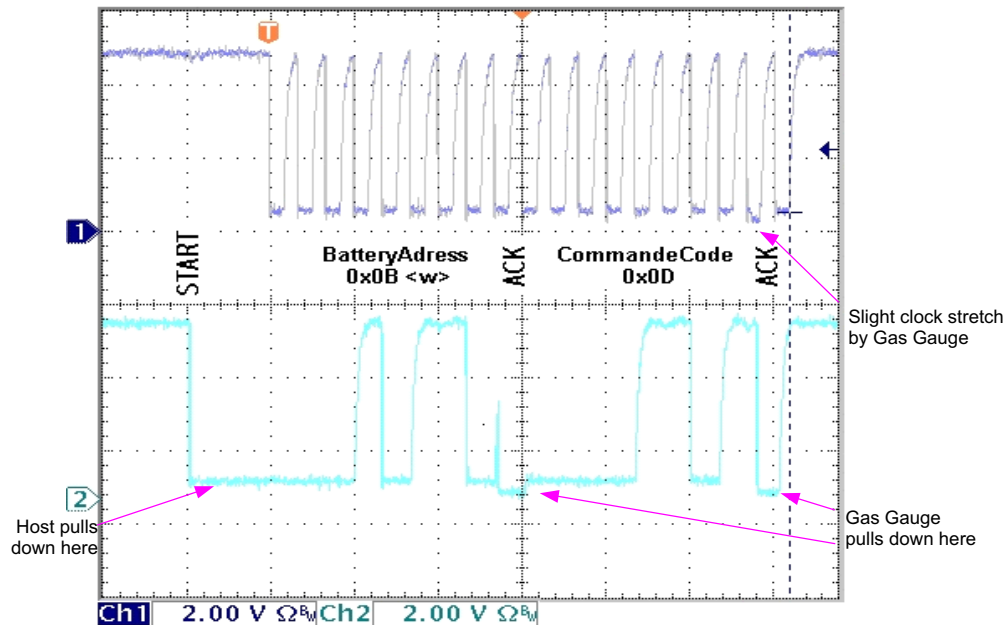 T
1
START
BatteryAdress
0x0B <w>
ACK
CommandeCode
0x0D
ACK
Slight clock stretch
by Gas Gauge
2
Host pulls
down here
Gas Gauge
pulls down here
Ch1 2.00 V ΩBW Ch2 2.00 V ΩBW